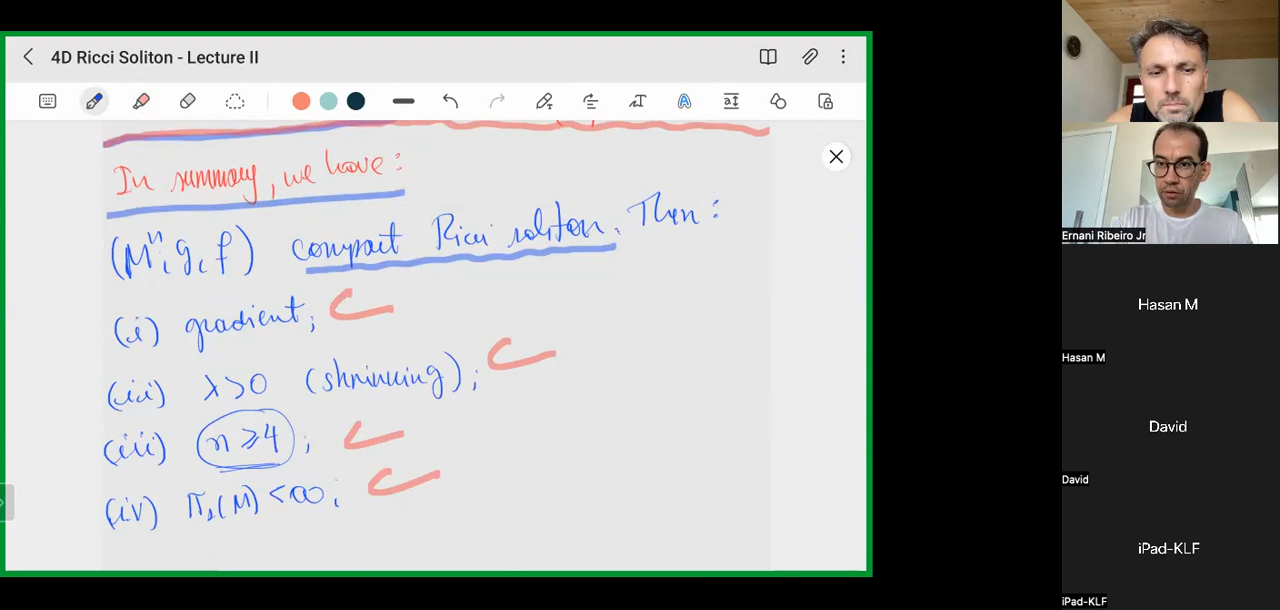 4D Ricci Soliton - Lecture II
In summary, we have:
(Mⁿ, g, f) compact Ricci soliton. Then:
(i) gradient;
(ii) λ>0 (shrinking);
(iii) n≥4;
(iv) π₁(M) <∞;
Ernani Ribeiro Jr
Hasan M
Hasan M
David
David
iPad-KLF
iPad-KLF